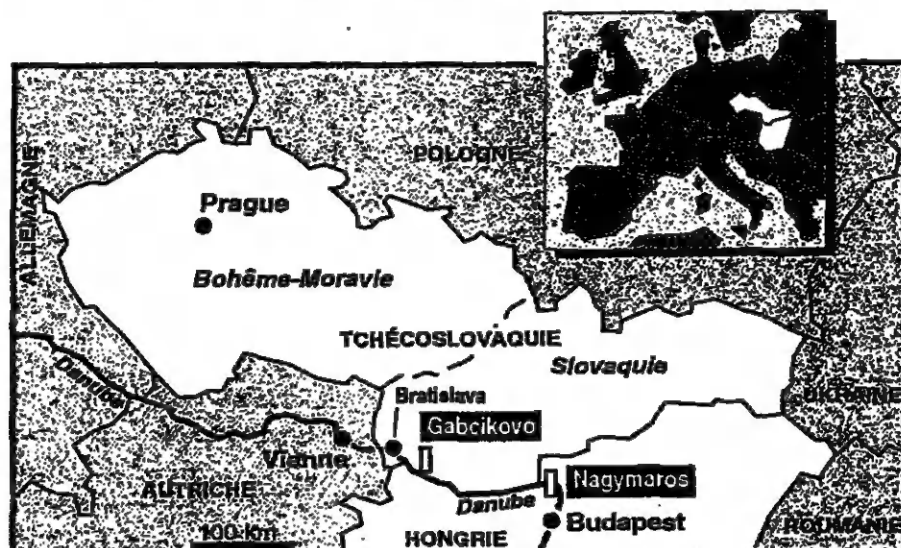 POLOGNE
ALLEMAGNE
Prague
Bohême-Moravie
TCHÉCOSLOVAQUIE
Slovaquie
Danube
Bratislava
UKRAINE
Gabcikovo
Vienne
Nagymaros
AUTRICHE
Danube
Budapest
100 km
HONGRIE
ROUMANIE